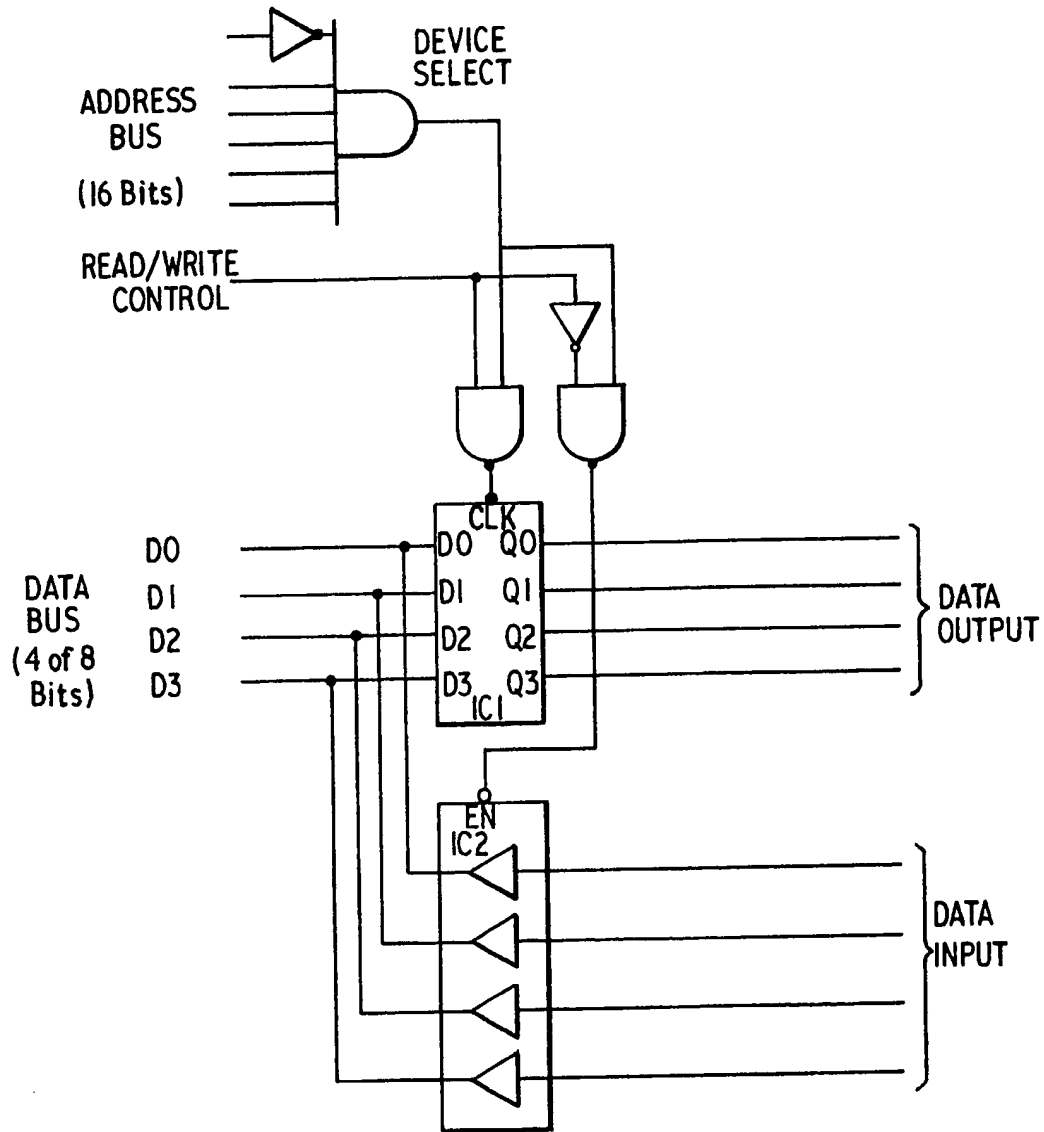 DEVICE
SELECT
ADDRESS
BUS
(16 Bits)
READ/WRITE
CONTROL
CLK
D0
D1
D2
D3
DATA
BUS
(4 of 8
Bits)
D0 Q0
D1 Q1
D2 Q2
D3 Q3
IC1
DATA
OUTPUT
EN
IC2
DATA
INPUT